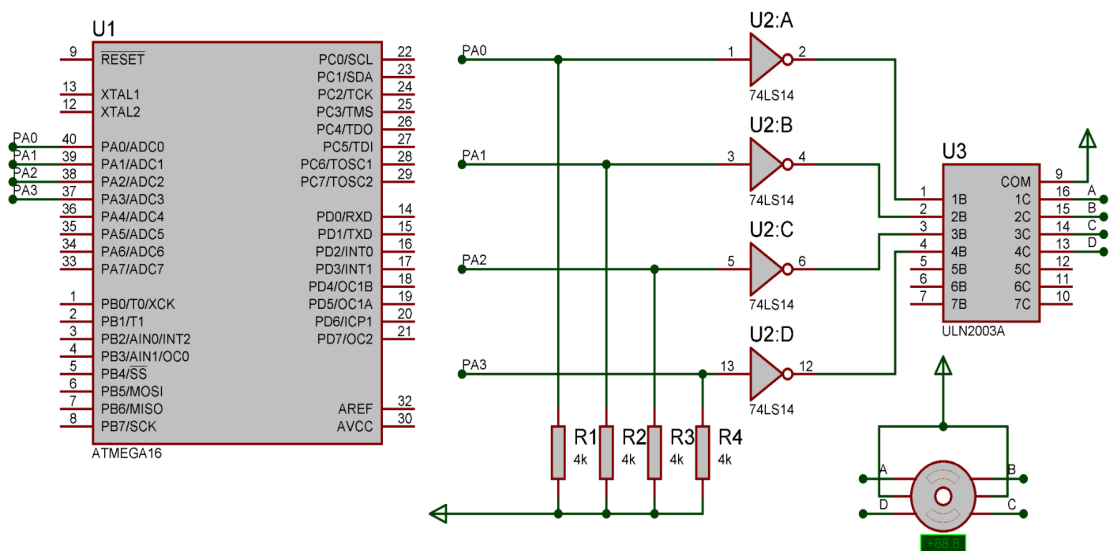 U1
9 RESET
13 XTAL1
12 XTAL2
PA0 40 PA0/ADC0
PA1 39 PA1/ADC1
PA2 38 PA2/ADC2
PA3 37 PA3/ADC3
36 PA4/ADC4
35 PA5/ADC5
34 PA6/ADC6
33 PA7/ADC7
1 PB0/T0/XCK
2 PB1/T1
3 PB2/AIN0/INT2
4 PB3/AIN1/OC0
5 PB4/SS
6 PB5/MOSI
7 PB6/MISO
8 PB7/SCK
PC0/SCL 22
PC1/SDA 23
PC2/TCK 24
PC3/TMS 25
PC4/TDO 26
PC5/TDI 27
PC6/TOSC1 28
PC7/TOSC2 29
PD0/RXD 14
PD1/TXD 15
PD2/INT0 16
PD3/INT1 17
PD4/OC1B 18
PD5/OC1A 19
PD6/ICP1 20
PD7/OC2 21
AREF 32
AVCC 30
ATMEGA16
U2:A
PA0 1 2
74LS14
U2:B
PA1 3 4
74LS14
U2:C
PA2 5 6
74LS14
U2:D
PA3 13 12
74LS14
R1 4k
R2 4k
R3 4k
R4 4k
U3
COM 9
1 1B 1C 16 A
2 2B 2C 15 B
3 3B 3C 14 C
4 4B 4C 13 D
5 5B 5C 12
6 6B 6C 11
7 7B 7C 10
ULN2003A
A B
D C
+88.8